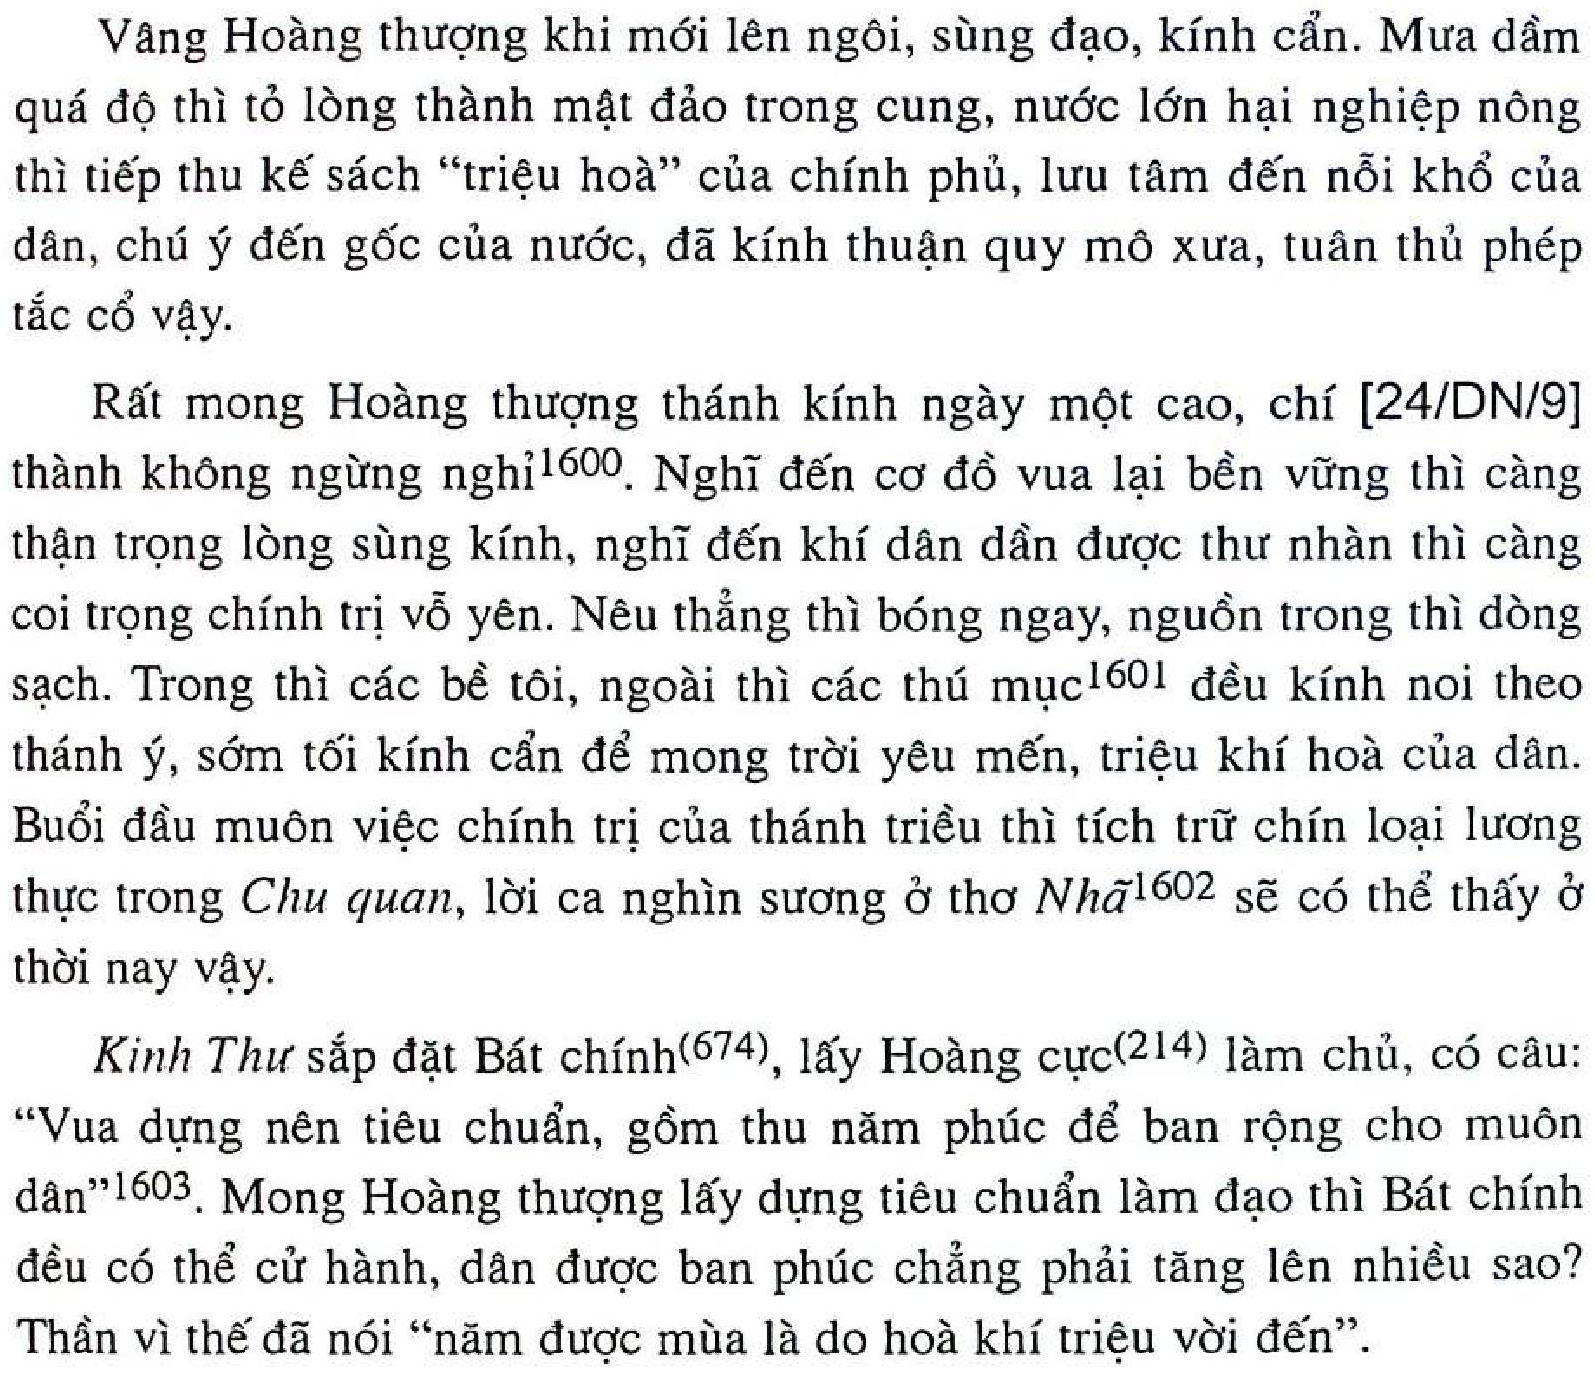 Vâng Hoàng thượng khi mới lên ngôi, sùng đạo, kính cẩn. Mưa dầm
quá độ thì tỏ lòng thành mật đảo trong cung, nước lớn hại nghiệp nông
thì tiếp thu kế sách “triệu hoà” của chính phủ, lưu tâm đến nỗi khổ của
dân, chú ý đến gốc của nước, đã kính thuận quy mô xưa, tuân thủ phép
tắc cổ vậy.
Rất mong Hoàng thượng thánh kính ngày một cao, chí [24/DN/9]
thành không ngừng nghỉ1600. Nghĩ đến cơ đồ vua lại bền vững thì càng
thận trọng lòng sùng kính, nghĩ đến khí dân dần được thư nhàn thì càng
coi trọng chính trị vỗ yên. Nêu thẳng thì bóng ngay, nguồn trong thì dòng
sạch. Trong thì các bề tôi, ngoài thì các thú mục1601 đều kính noi theo
thánh ý, sớm tối kính cẩn để mong trời yêu mến, triệu khí hoà của dân.
Buổi đầu muôn việc chính trị của thánh triều thì tích trữ chín loại lương
thực trong Chu quan, lời ca nghìn sương ở thơ Nhã1602 sẽ có thể thấy ở
thời nay vậy.
Kinh Thư sắp đặt Bát chính(674), lấy Hoàng cực(214) làm chủ, có câu:
“Vua dựng nên tiêu chuẩn, gồm thu năm phúc để ban rộng cho muôn
dân”1603. Mong Hoàng thượng lấy dựng tiêu chuẩn làm đạo thì Bát chính
đều có thể cử hành, dân được ban phúc chẳng phải tăng lên nhiều sao?
Thần vì thế đã nói “năm được mùa là do hoà khí triệu vời đến”.